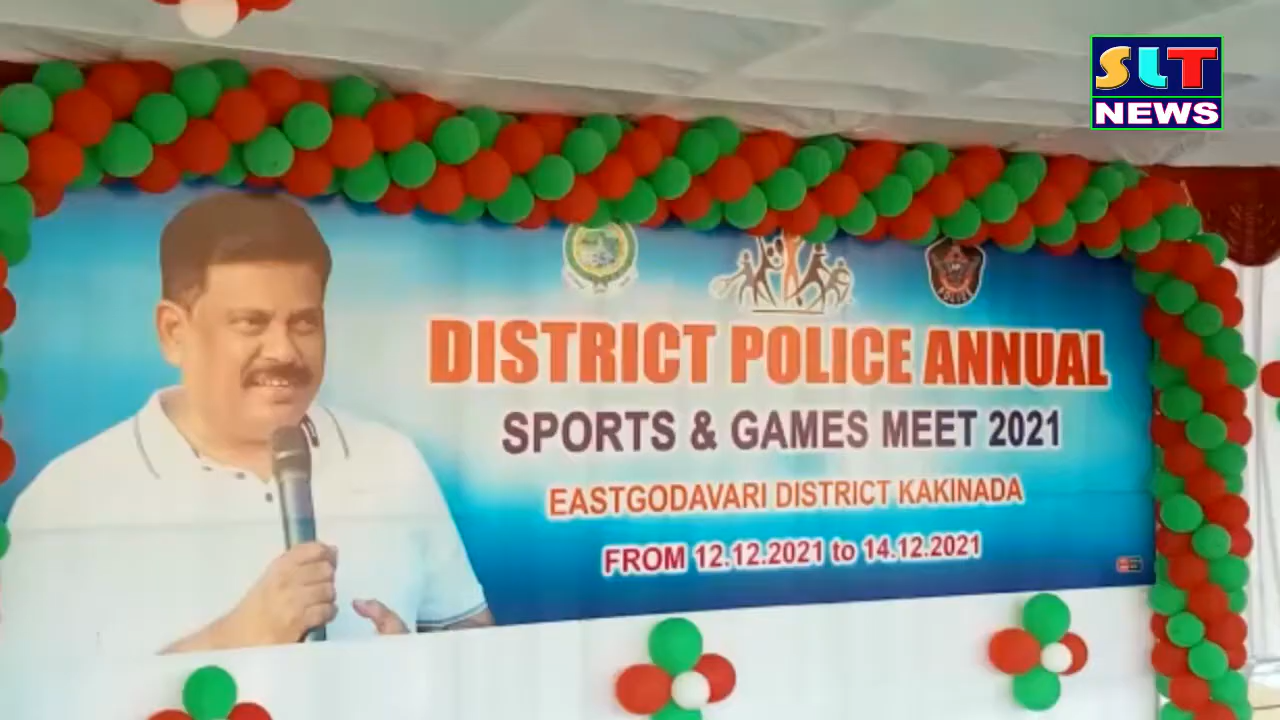 SLT
NEWS
DISTRICT POLICE ANNUAL
SPORTS & GAMES MEET 2021
EASTGODAVARI DISTRICT KAKINADA
FROM 12.12.2021 to 14.12.2021
POLICE